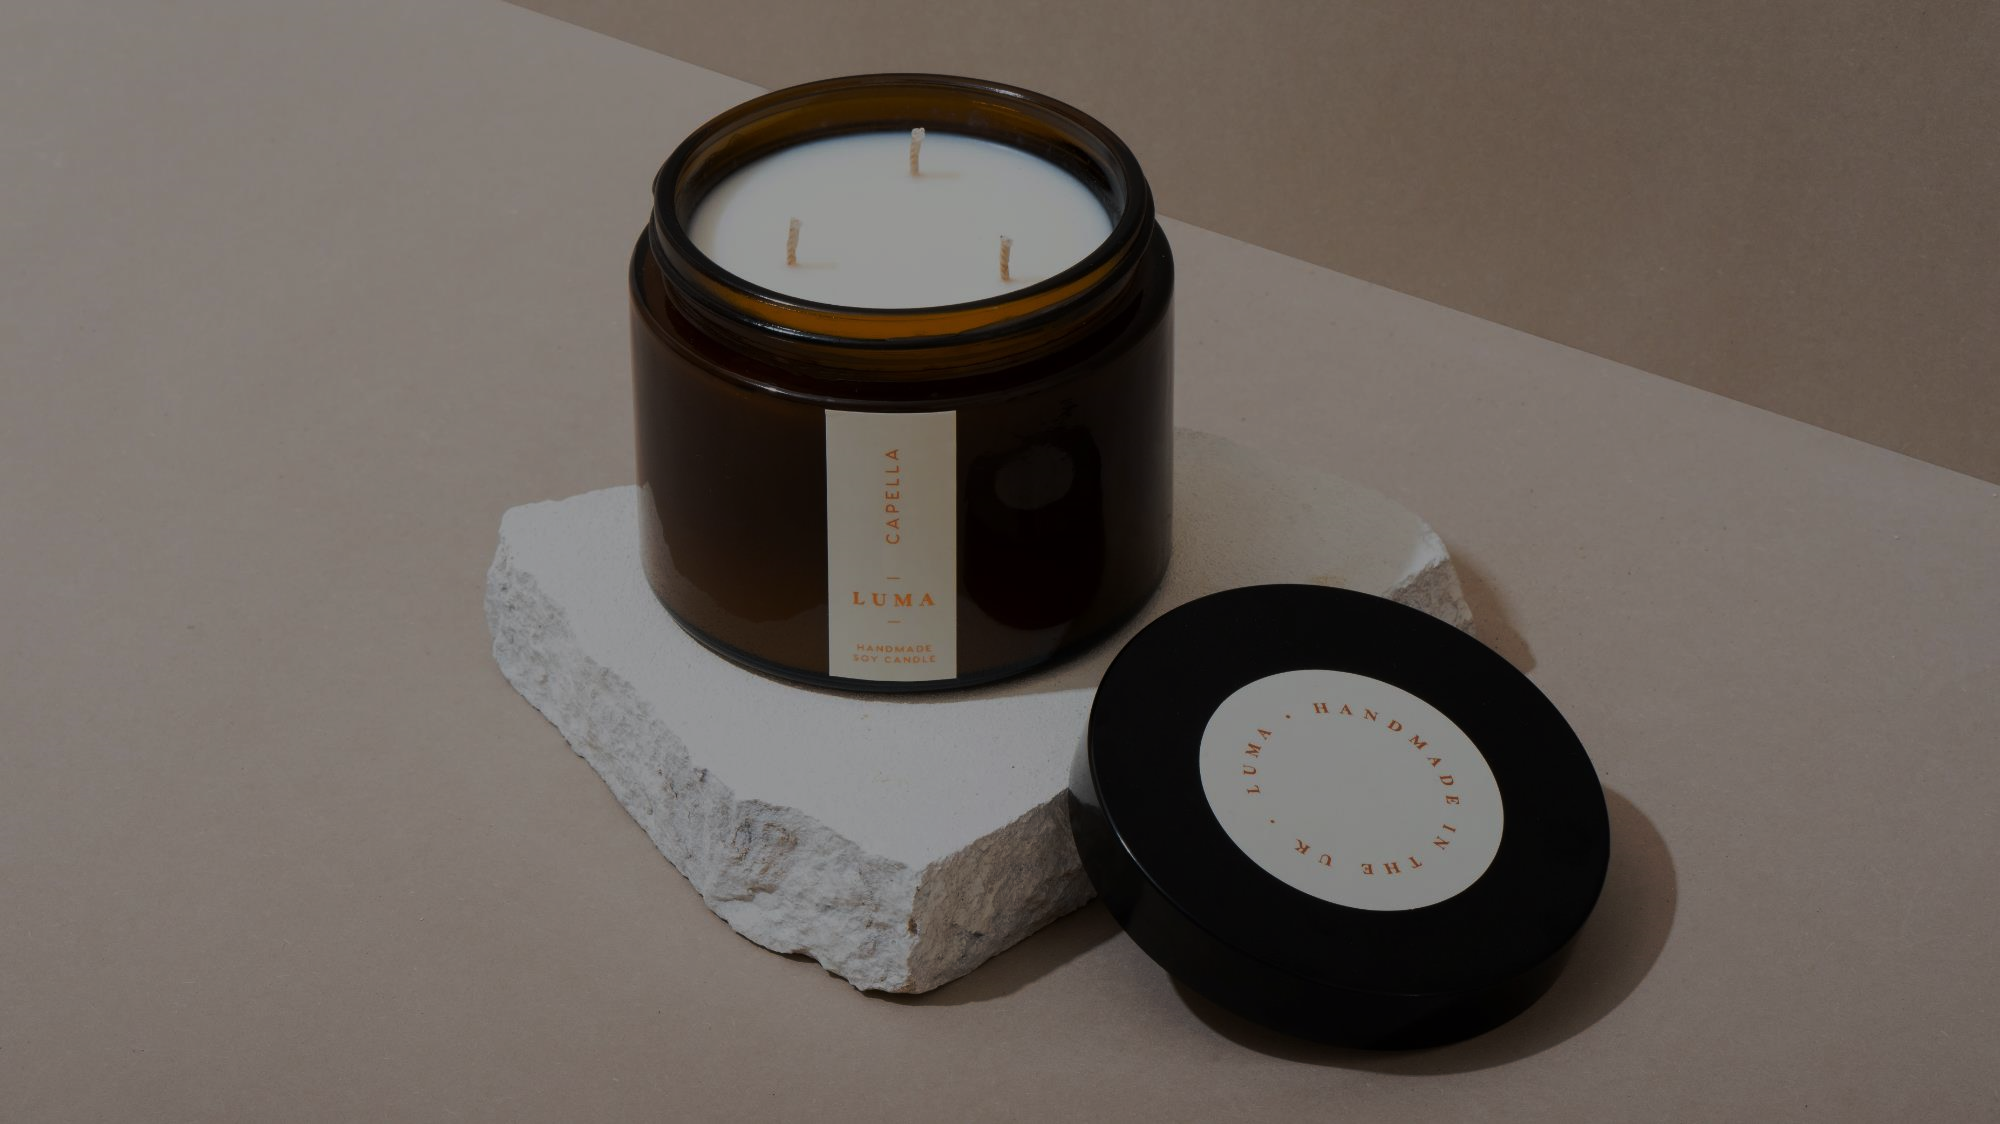 CAPELLA
LUMA
HANDMADE
SOY CANDLE
LUMA · HANDMADE IN THE UK ·